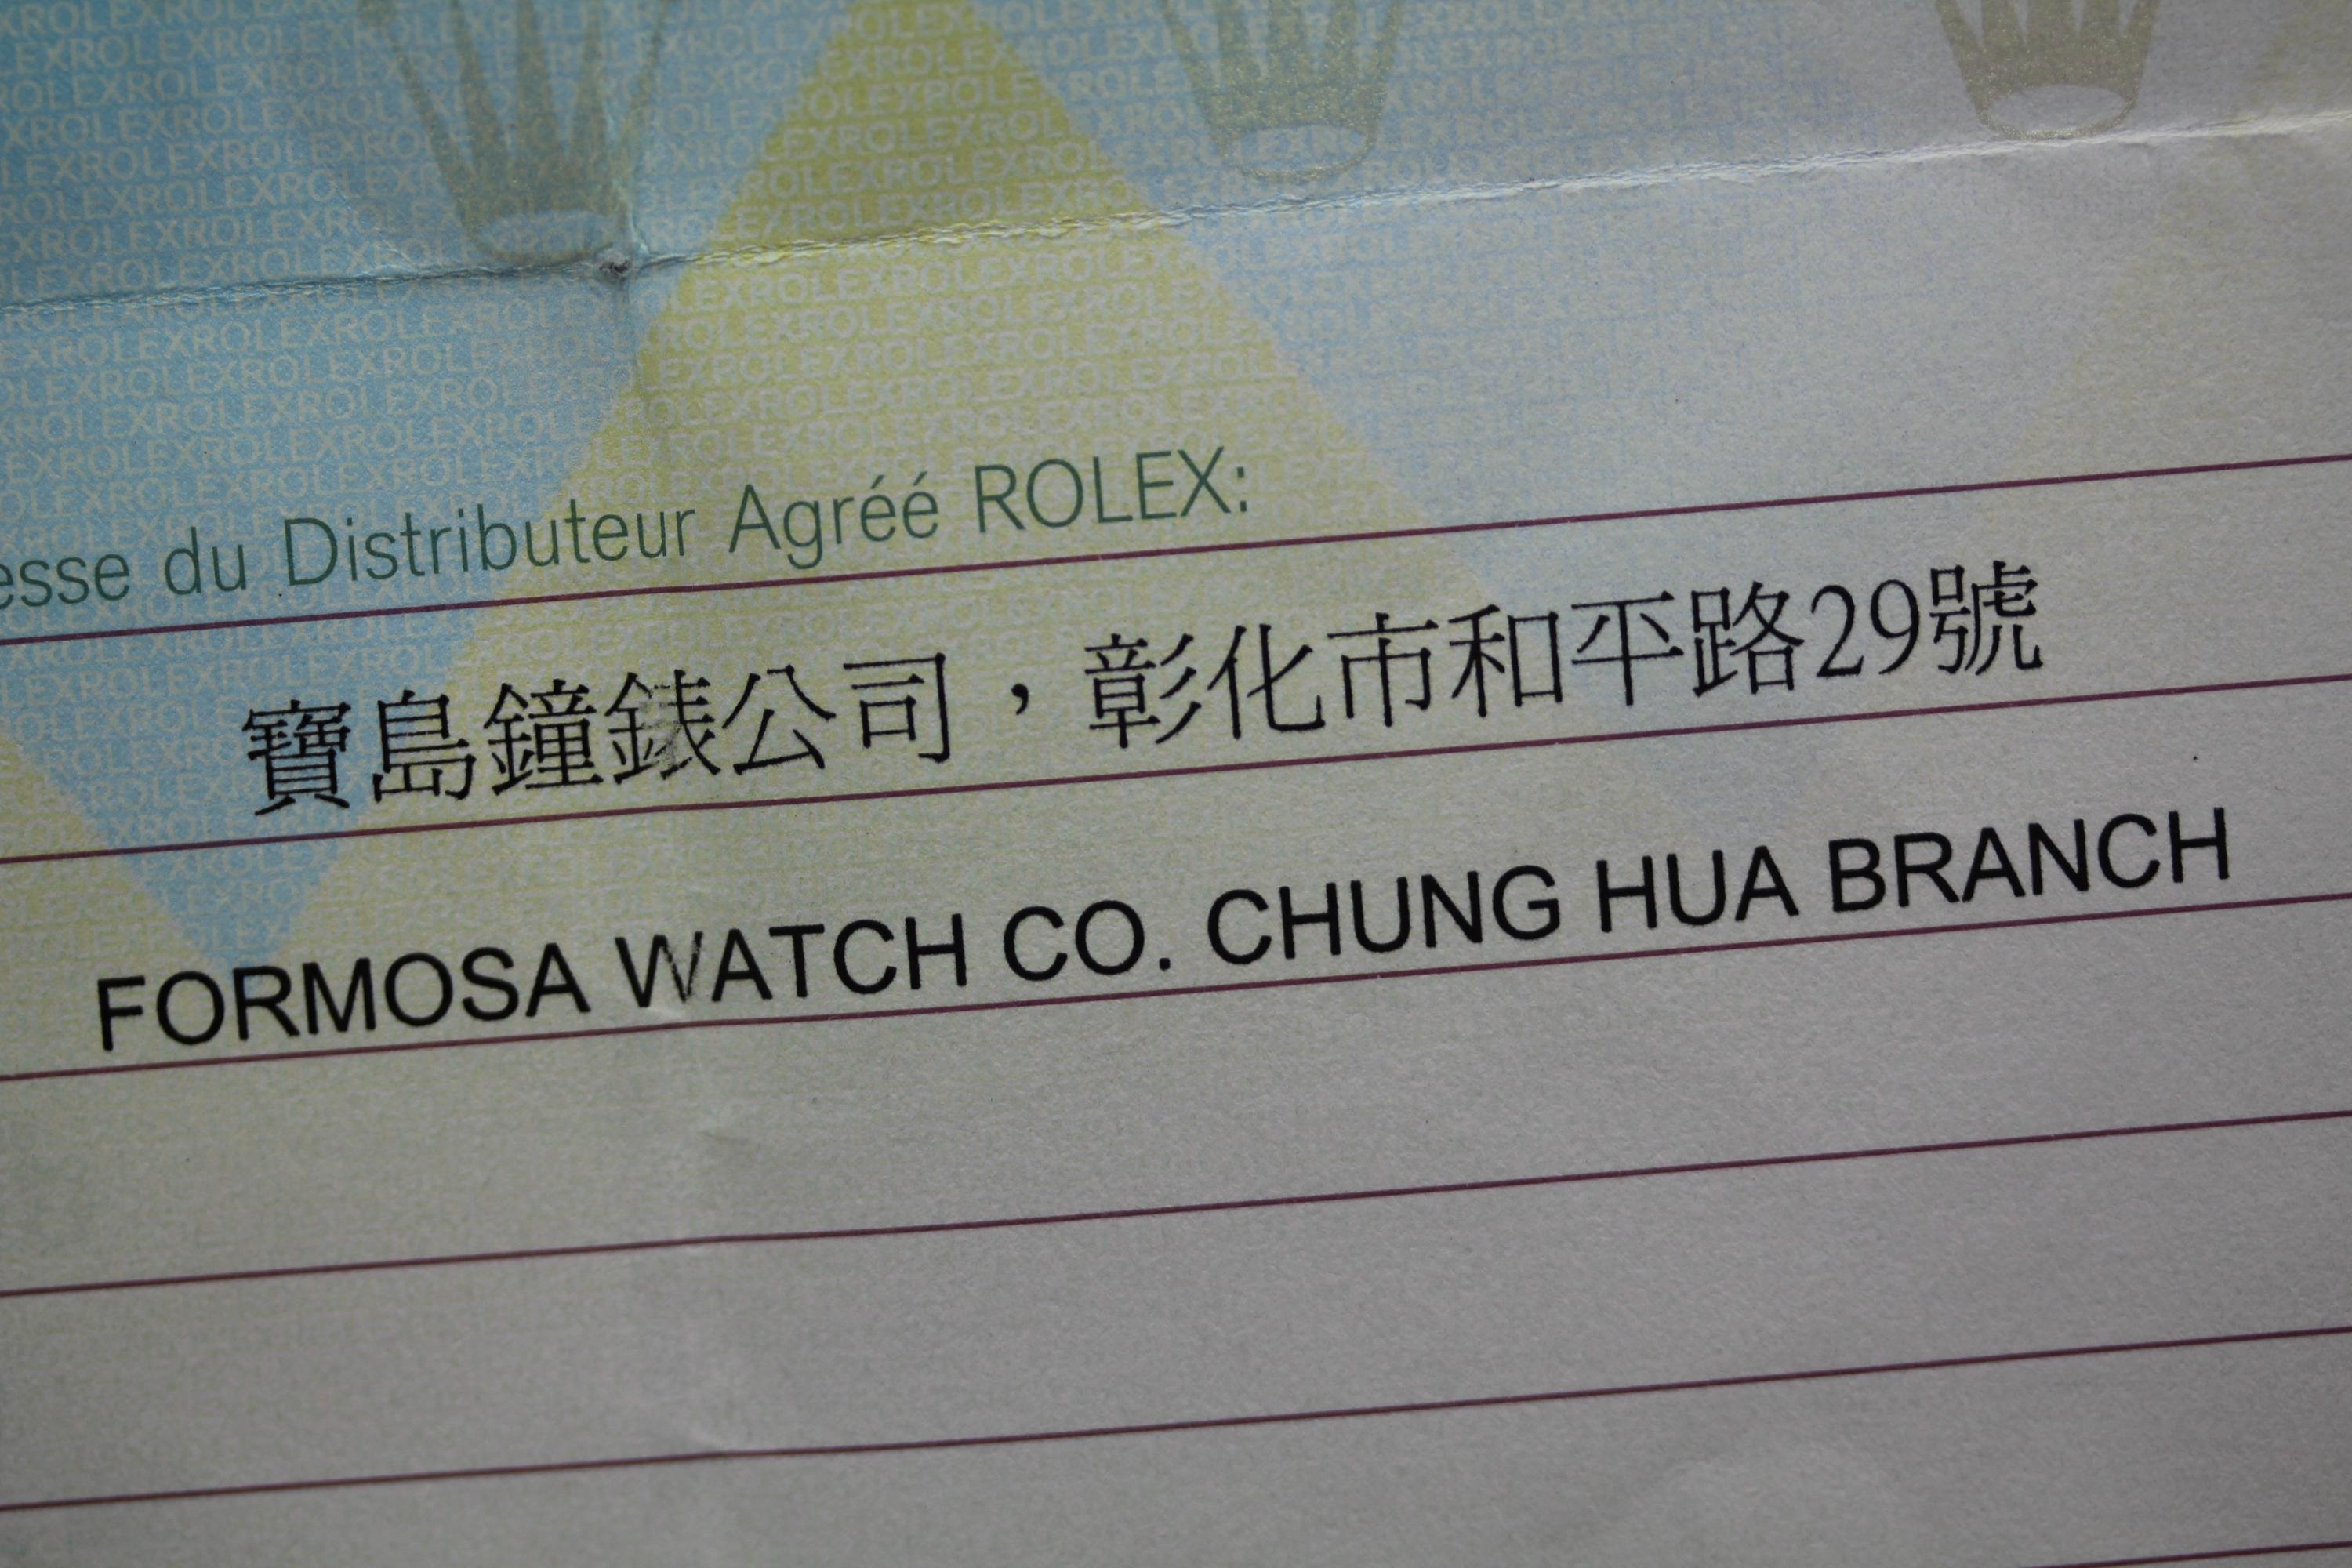 esse du Distributeur Agréé ROLEX:
寶島鐘錶公司，彰化市和平路29號
FORMOSA WATCH CO. CHUNG HUA BRANCH